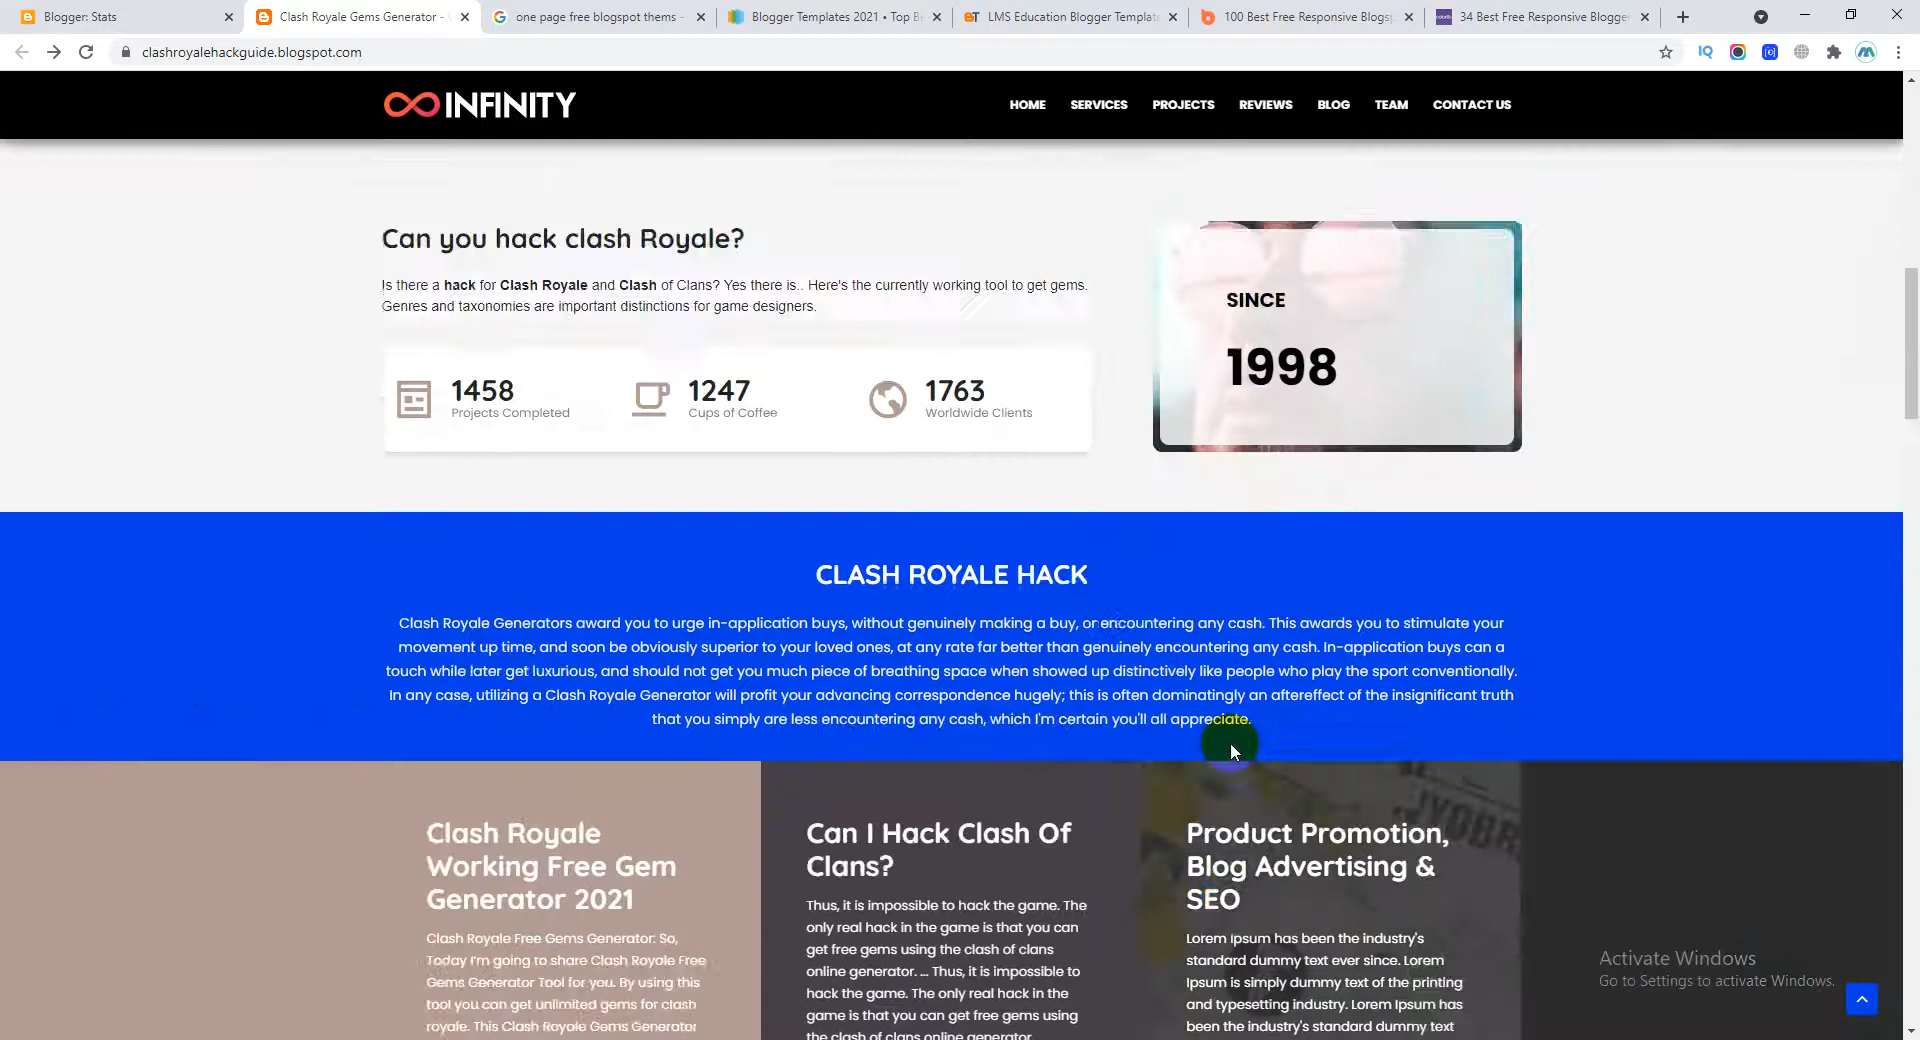 Blogger: Stats
Clash Royale Gems Generator -
one page free blogspot thems -
Blogger Templates 2021 • Top B
LMS Education Blogger Templat
100 Best Free Responsive Blogs
34 Best Free Responsive Blogge
clashroyalehackguide.blogspot.com
IQ
INFINITY
HOME SERVICES PROJECTS REVIEWS BLOG TEAM CONTACT US
Can you hack clash Royale?
Is there a hack for Clash Royale and Clash of Clans? Yes there is.. Here's the currently working tool to get gems.
Genres and taxonomies are important distinctions for game designers.
1458
Projects Completed
1247
Cups of Coffee
1763
Worldwide Clients
SINCE
1998
CLASH ROYALE HACK
Clash Royale Generators award you to urge in-application buys, without genuinely making a buy, or encountering any cash. This awards you to stimulate your
movement up time, and soon be obviously superior to your loved ones, at any rate far better than genuinely encountering any cash. In-application buys can a
touch while later get luxurious, and should not get you much piece of breathing space when showed up distinctively like people who play the sport conventionally.
In any case, utilizing a Clash Royale Generator will profit your advancing correspondence hugely; this is often dominatingly an aftereffect of the insignificant truth
that you simply are less encountering any cash, which I'm certain you'll all appreciate.
Clash Royale
Working Free Gem
Generator 2021
Clash Royale Free Gems Generator: So,
Today I'm going to share Clash Royale Free
Gems Generator Tool for you. By using this
tool you can get unlimited gems for clash
royale. This Clash Royale Gems Generator
Can I Hack Clash Of
Clans?
Thus, it is impossible to hack the game. The
only real hack in the game is that you can
get free gems using the clash of clans
online generator. ... Thus, it is impossible to
hack the game. The only real hack in the
game is that you can get free gems using
the clash of clans online generator.
Product Promotion,
Blog Advertising &
SEO
Lorem Ipsum has been the industry's
standard dummy text ever since. Lorem
Ipsum is simply dummy text of the printing
and typesetting industry. Lorem Ipsum has
been the industry's standard dummy text
Activate Windows
Go to Settings to activate Windows.